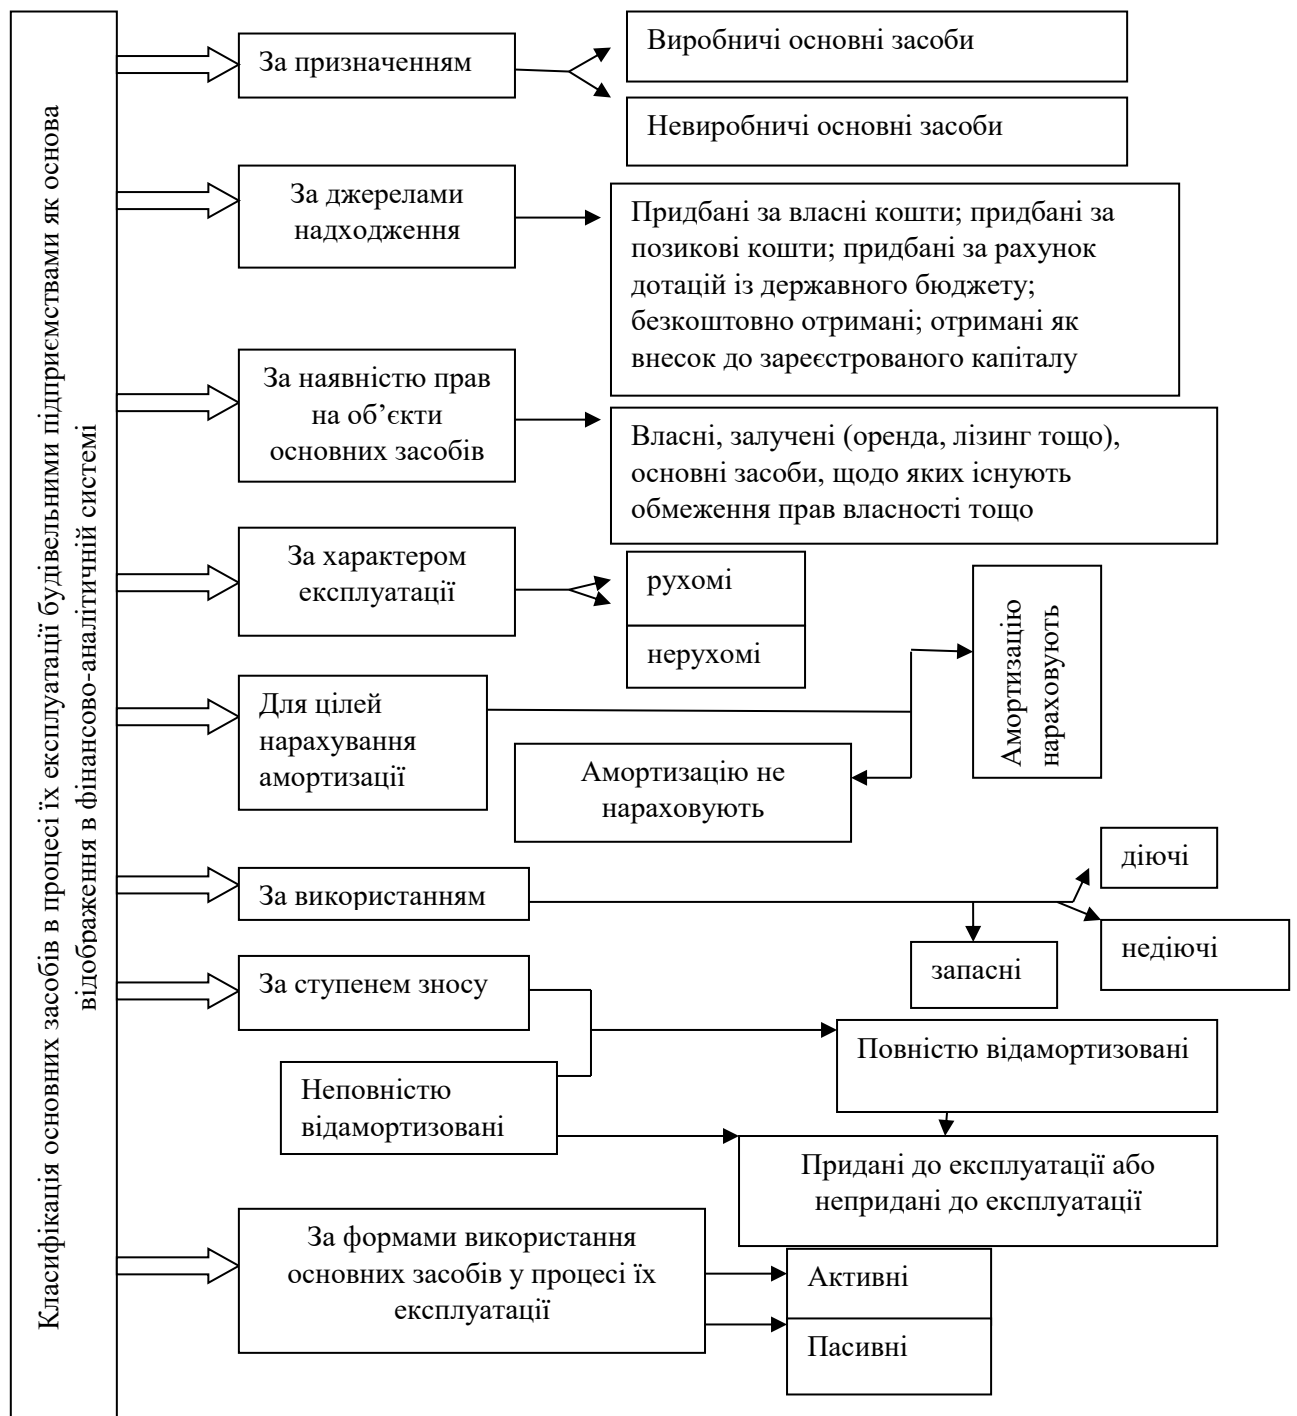 Класифікація основних засобів в процесі їх експлуатації будівельними підприємствами як основа
відображення в фінансово-аналітичній системі
За призначенням
Виробничі основні засоби
Невиробничі основні засоби
За джерелами
надходження
Придбані за власні кошти; придбані за
позикові кошти; придбані за рахунок
дотацій із державного бюджету;
безкоштовно отримані; отримані як
внесок до зареєстрованого капіталу
За наявністю прав
на об’єкти
основних засобів
Власні, залучені (оренда, лізинг тощо),
основні засоби, щодо яких існують
обмеження прав власності тощо
За характером
експлуатації
рухомі
нерухомі
Для цілей
нарахування
амортизації
Амортизацію
нараховують
Амортизацію не
нараховують
За використанням
діючі
недіючі
запасні
За ступенем зносу
Повністю відамортизовані
Неповністю
відамортизовані
Придані до експлуатації або
непридані до експлуатації
За формами використання
основних засобів у процесі їх
експлуатації
Активні
Пасивні